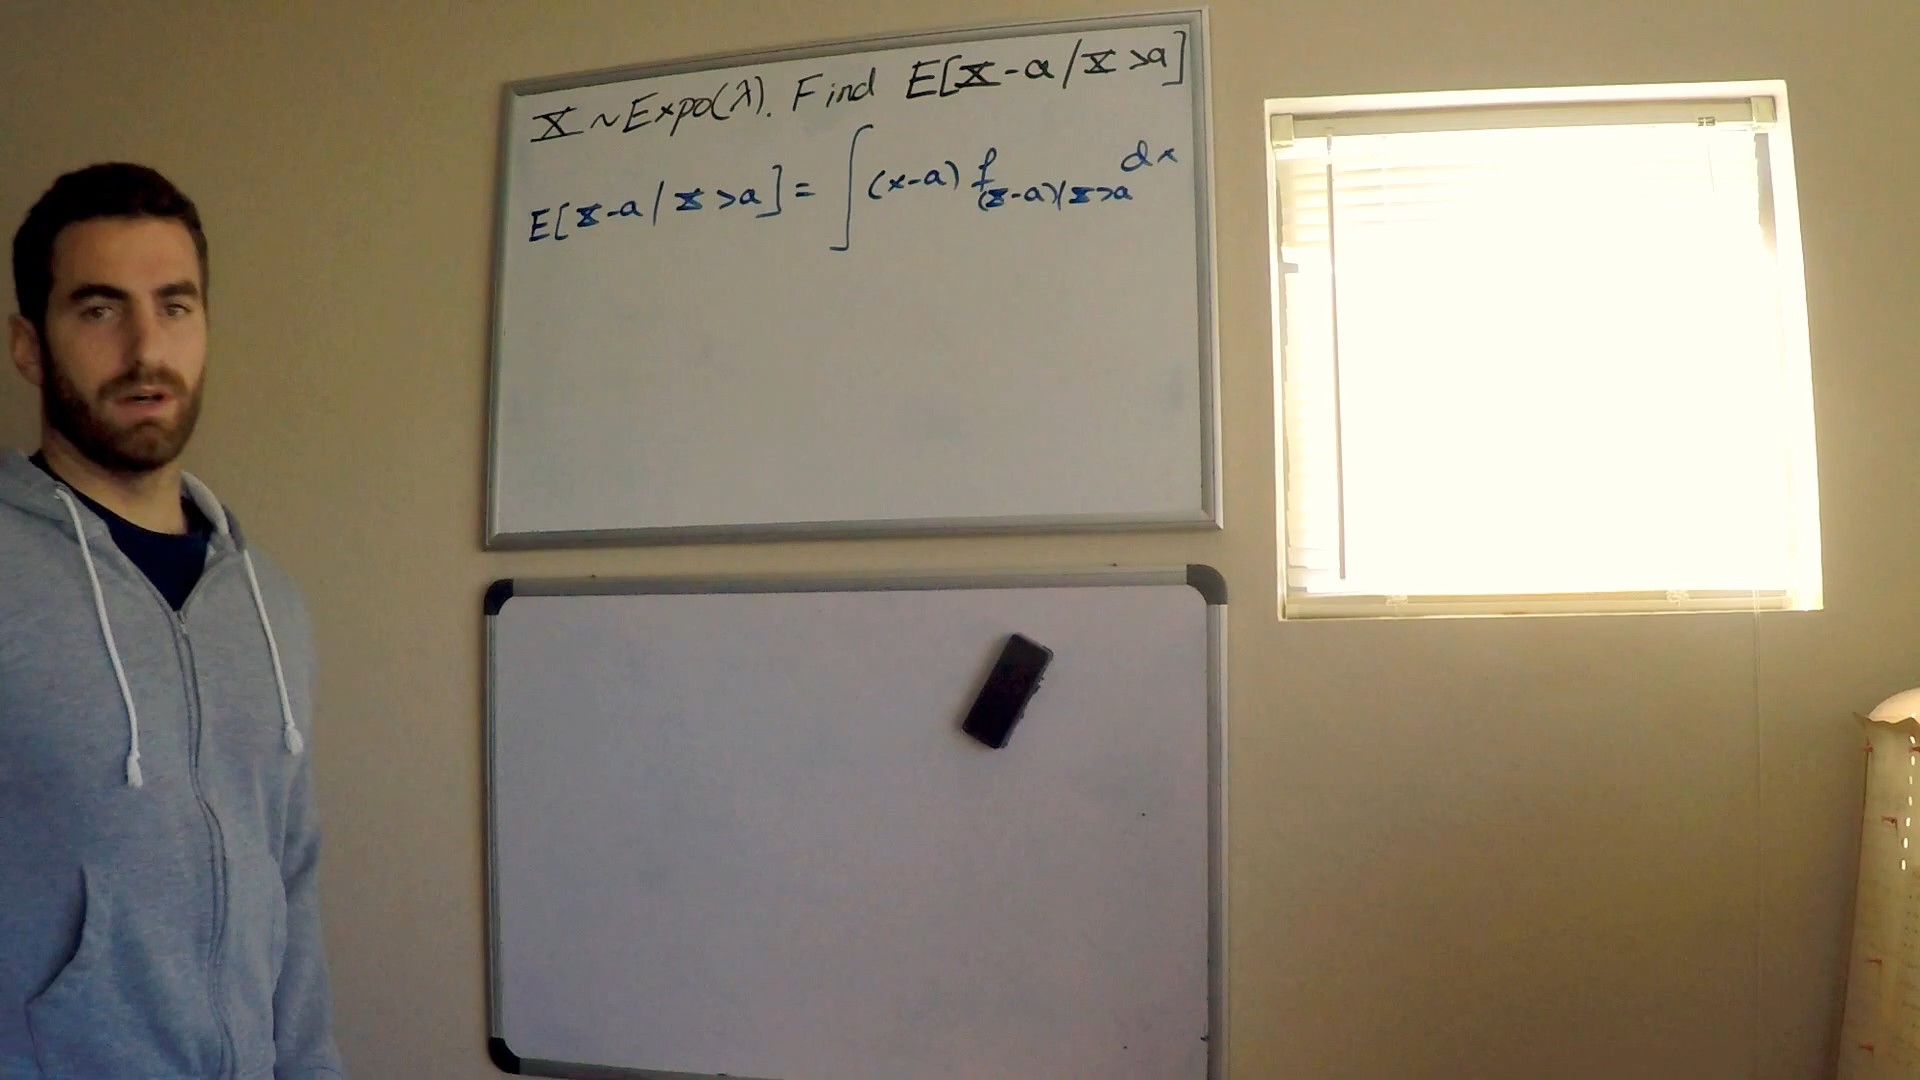 X ~ Expo(λ). Find E[X-a/X>a]
E[X-a/X>a] = ∫(x-a) f(X-a)/X>a dx